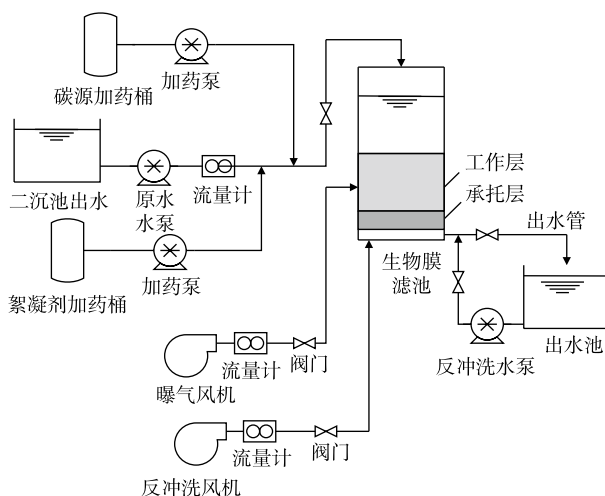 碳源加药桶
加药泵
二沉池出水
原水
水泵
流量计
工作层
承托层
出水管
生物膜
滤池
絮凝剂加药桶
加药泵
反冲洗水泵
出水池
流量计
阀门
曝气风机
流量计
阀门
反冲洗风机